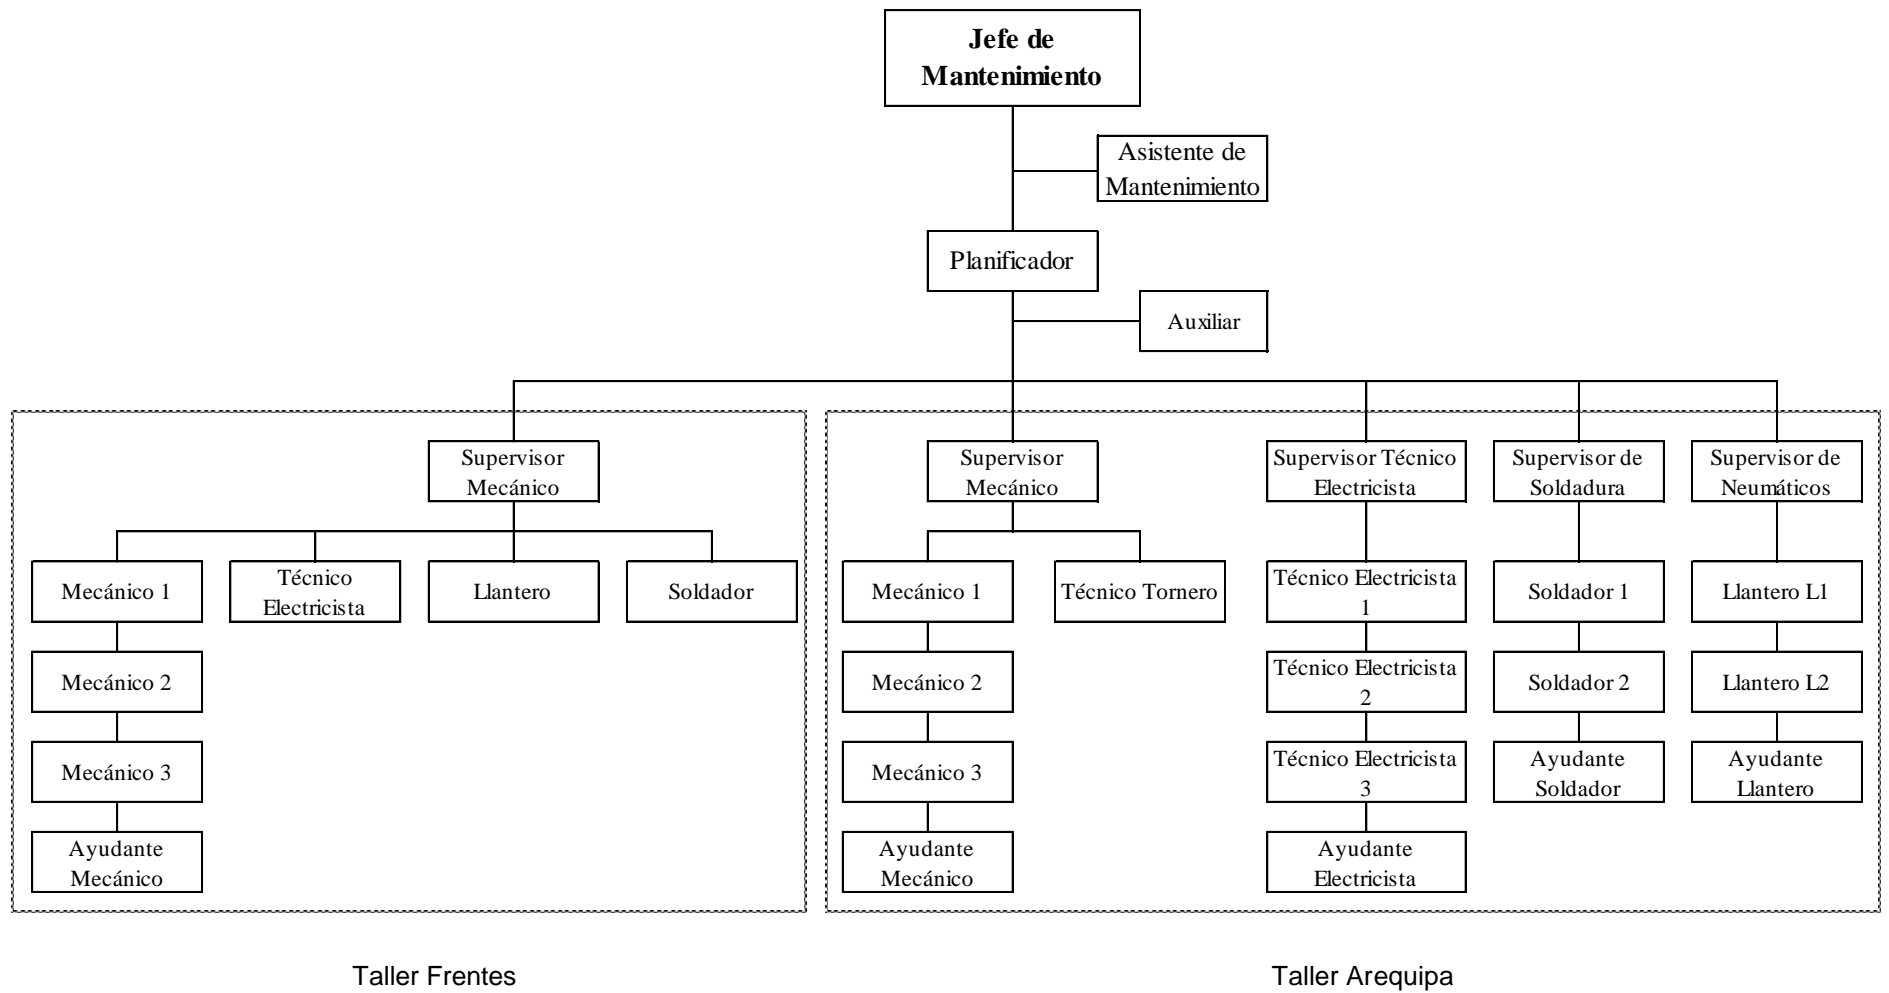 Jefe de
Mantenimiento
Asistente de
Mantenimiento
Planificador
Auxiliar
Supervisor
Mecánico
Supervisor
Mecánico
Supervisor Técnico
Electricista
Supervisor de
Soldadura
Supervisor de
Neumáticos
Mecánico 1
Técnico
Electricista
Llantero
Soldador
Mecánico 1
Técnico Tornero
Técnico Electricista
1
Soldador 1
Llantero L1
Mecánico 2
Mecánico 2
Técnico Electricista
2
Soldador 2
Llantero L2
Mecánico 3
Mecánico 3
Técnico Electricista
3
Ayudante
Soldador
Ayudante
Llantero
Ayudante
Mecánico
Ayudante
Mecánico
Ayudante
Electricista
Taller Frentes
Taller Arequipa